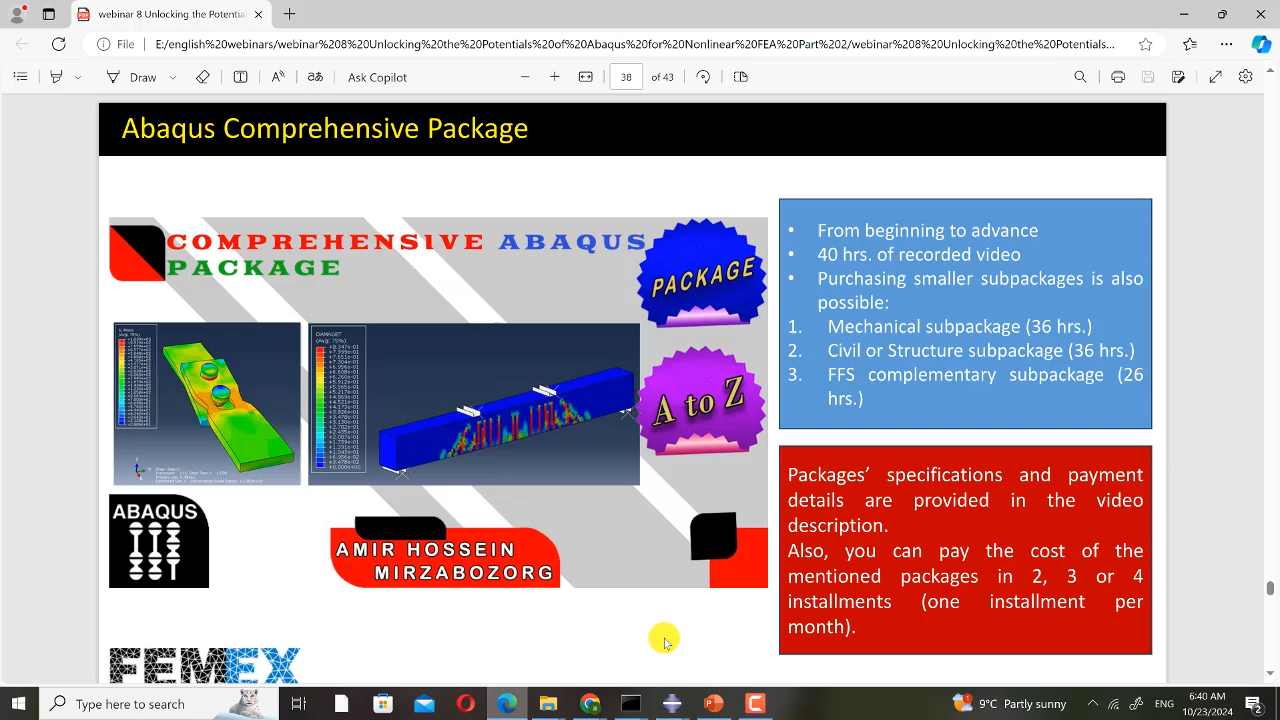 File
E:/english%20webinars/webinar%208%20Unlocking%20the%20Potentials%20of%20Abaqus%20Nonlinear%20FEA%20Part%202/webinar%208%20Unlocking%20the%20Potentials...
Draw
Ask Copilot
38
of 43
Abaqus Comprehensive Package
COMPREHENSIVE ABAQUS
PACKAGE
PACKAGE
A to Z
S, Mises
(Avg: 75%)
DAMAGET
(Avg: 75%)
ABAQUS
AMIR HOSSEIN
MIRZABOZORG
FEMEX
• From beginning to advance
• 40 hrs. of recorded video
• Purchasing smaller subpackages is also
possible:
1. Mechanical subpackage (36 hrs.)
2. Civil or Structure subpackage (36 hrs.)
3. FFS complementary subpackage (26
hrs.)
Packages’ specifications and payment
details are provided in the video
description.
Also, you can pay the cost of the
mentioned packages in 2, 3 or 4
installments (one installment per
month).
Type here to search
9°C Partly sunny
ENG
6:40 AM
10/23/2024